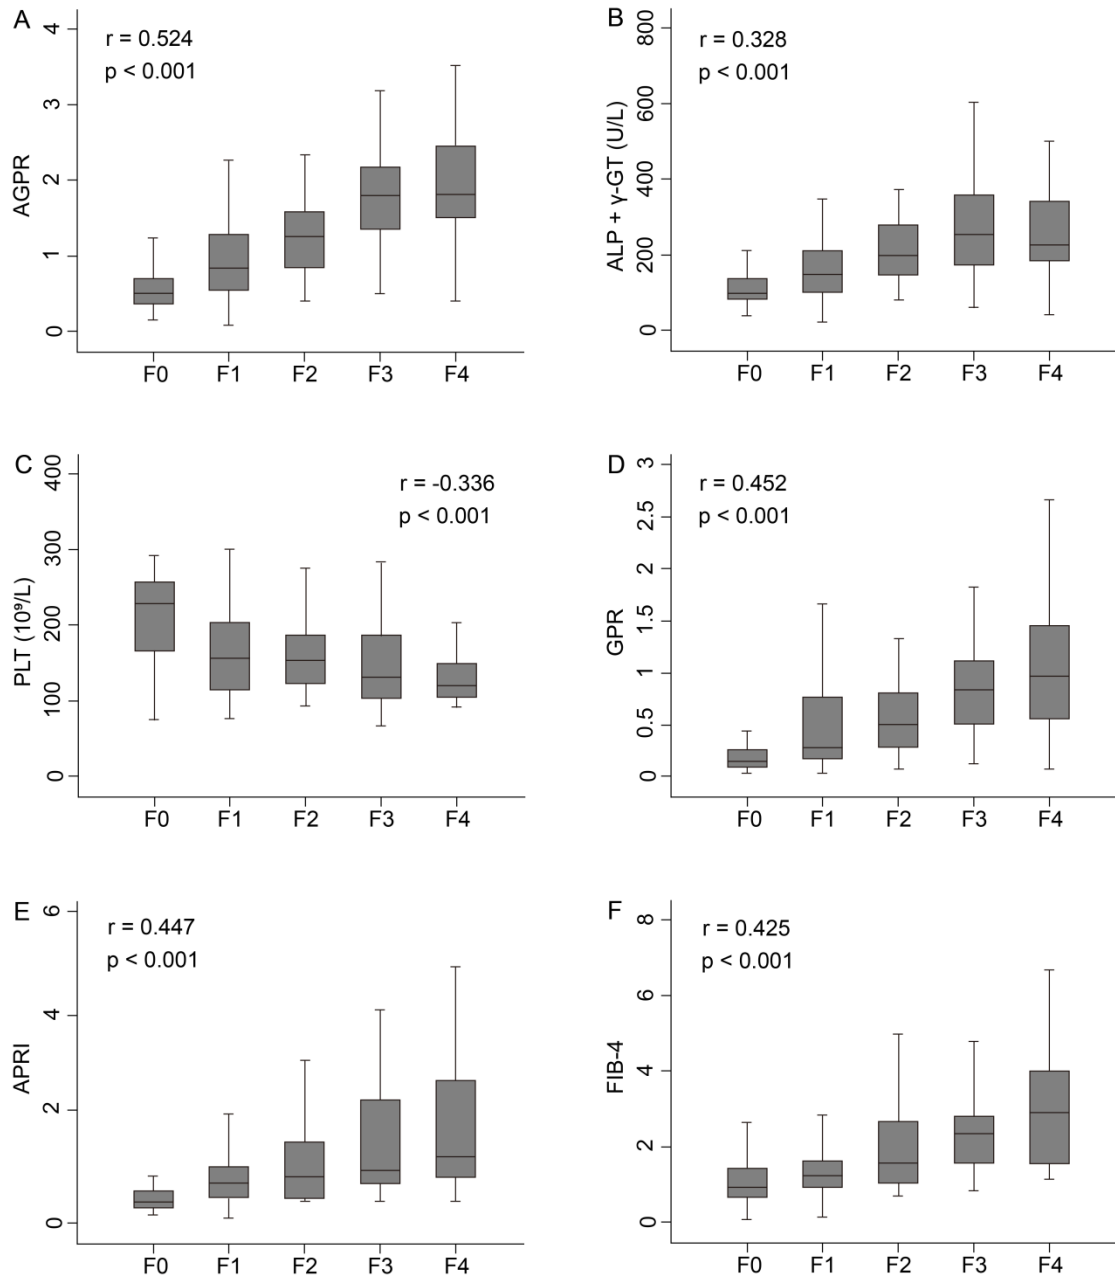 A
r = 0.524
p < 0.001
AGPR
4
3
2
1
0
F0 F1 F2 F3 F4
B
r = 0.328
p < 0.001
ALP + γ-GT (U/L)
800
600
400
200
0
F0 F1 F2 F3 F4
C
r = -0.336
p < 0.001
PLT (10⁹/L)
400
300
200
100
0
F0 F1 F2 F3 F4
D
r = 0.452
p < 0.001
GPR
3
2.5
2
1.5
1
0.5
0
F0 F1 F2 F3 F4
E
r = 0.447
p < 0.001
APRI
6
4
2
0
F0 F1 F2 F3 F4
F
r = 0.425
p < 0.001
FIB-4
8
6
4
2
0
F0 F1 F2 F3 F4